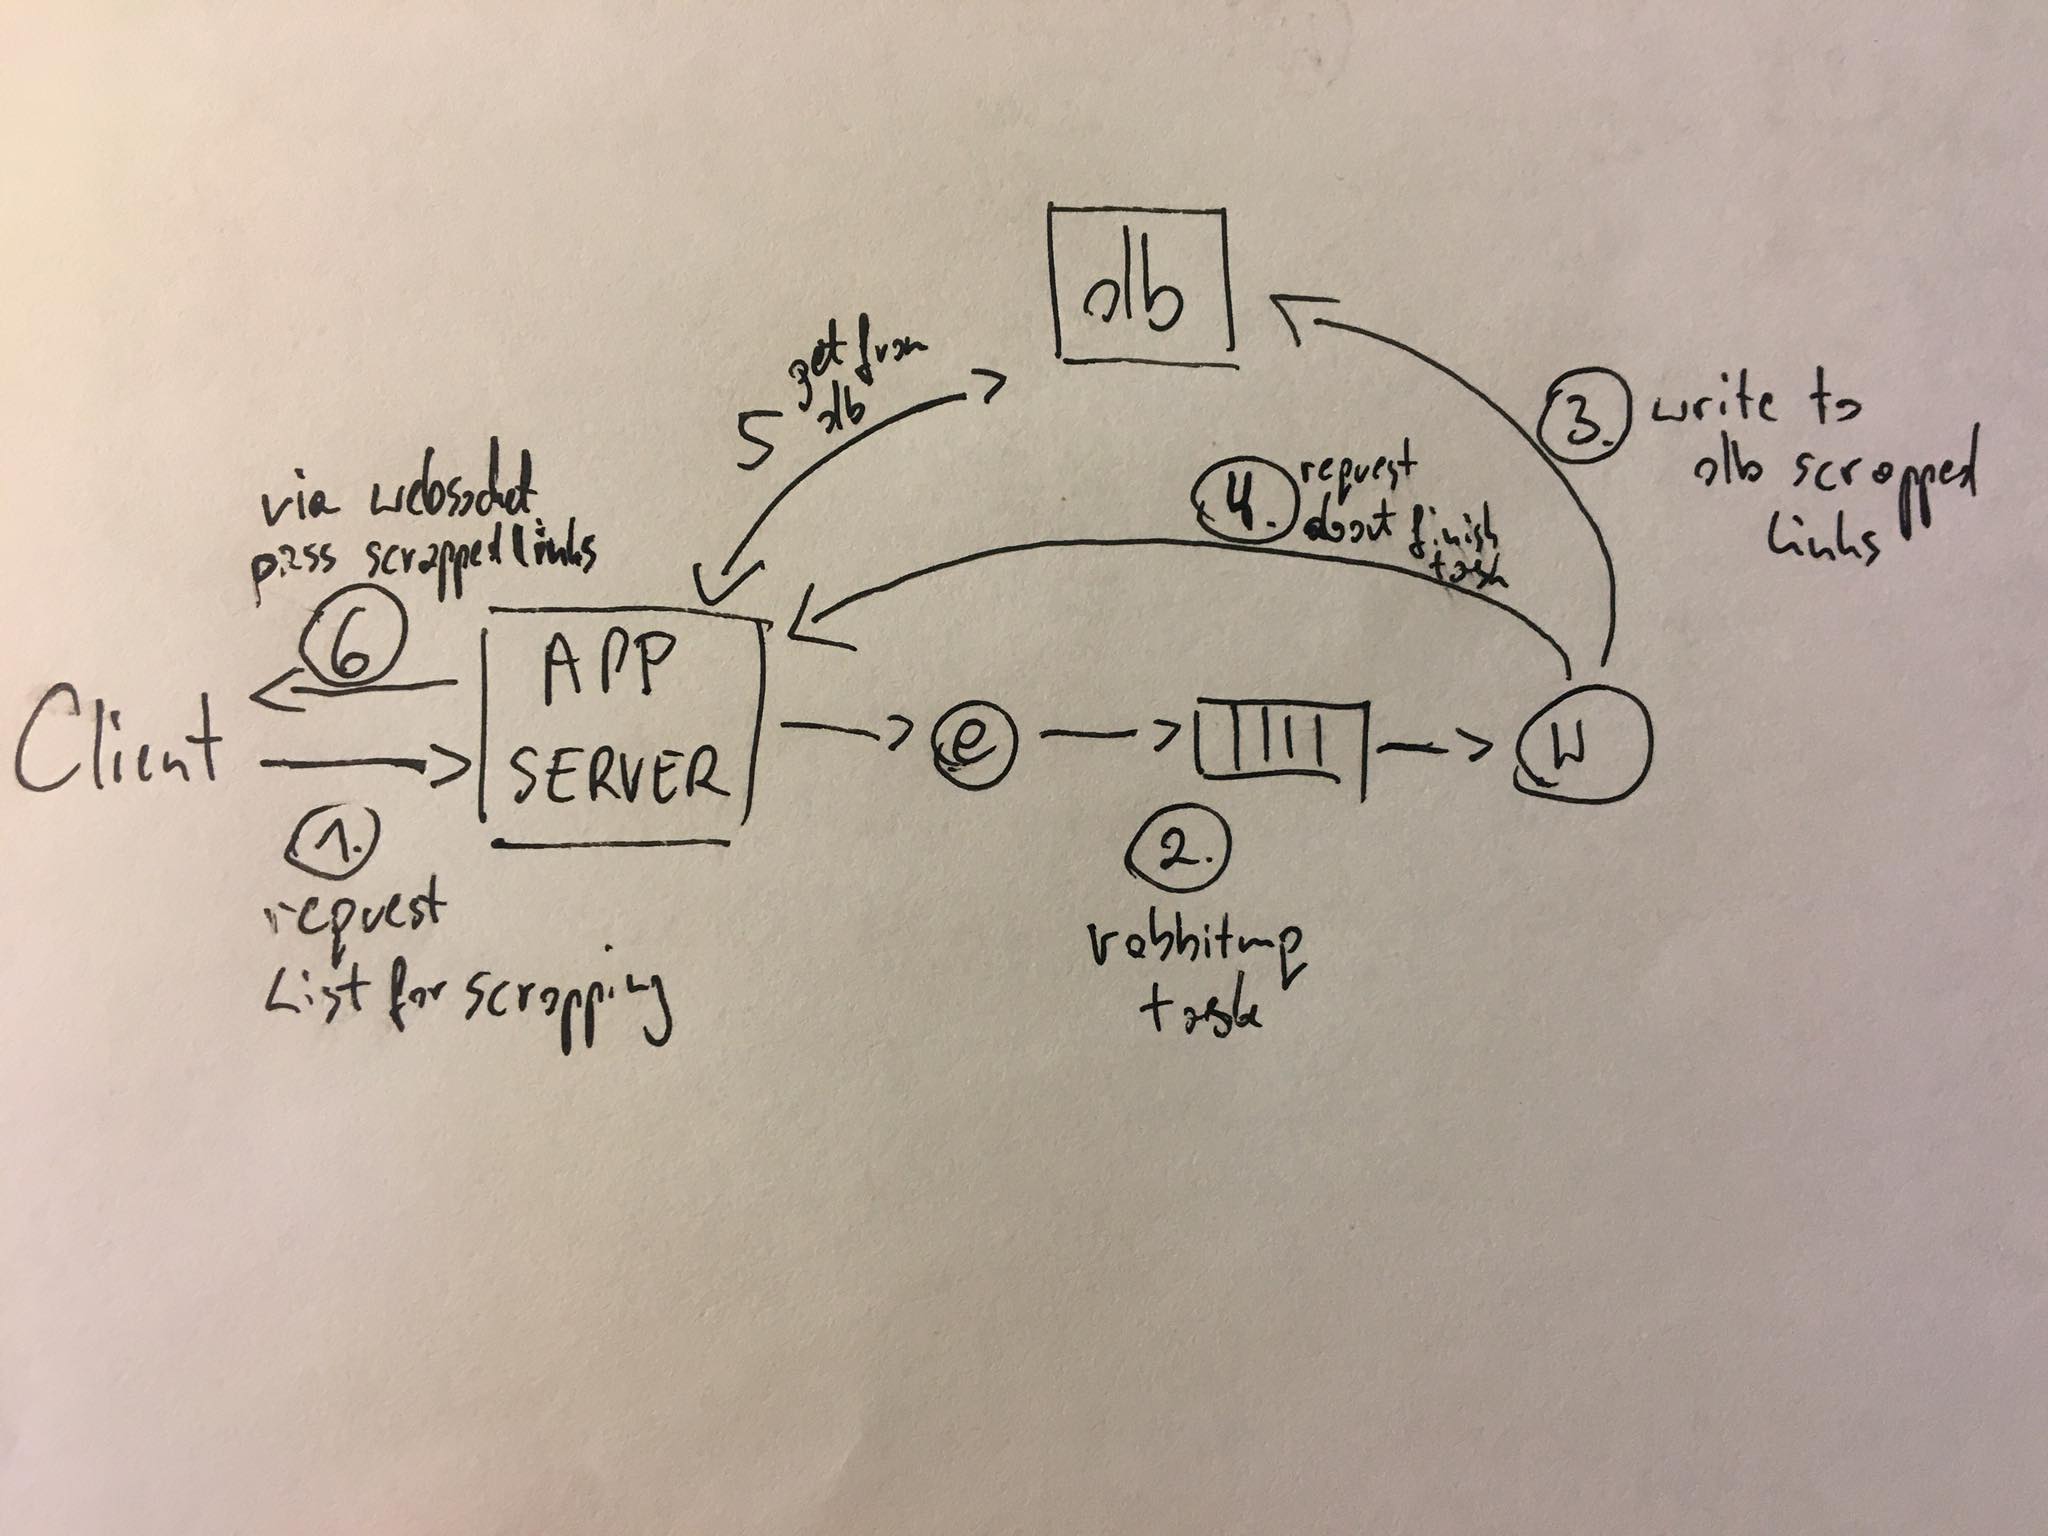 db
get from
db
5
3. write to
db scrapped
links
4. request
about finish
task
via websocket
pass scrapped links
6
Client
APP
SERVER
e
W
1.
request
List for scrapping
2.
rabbitmq
task